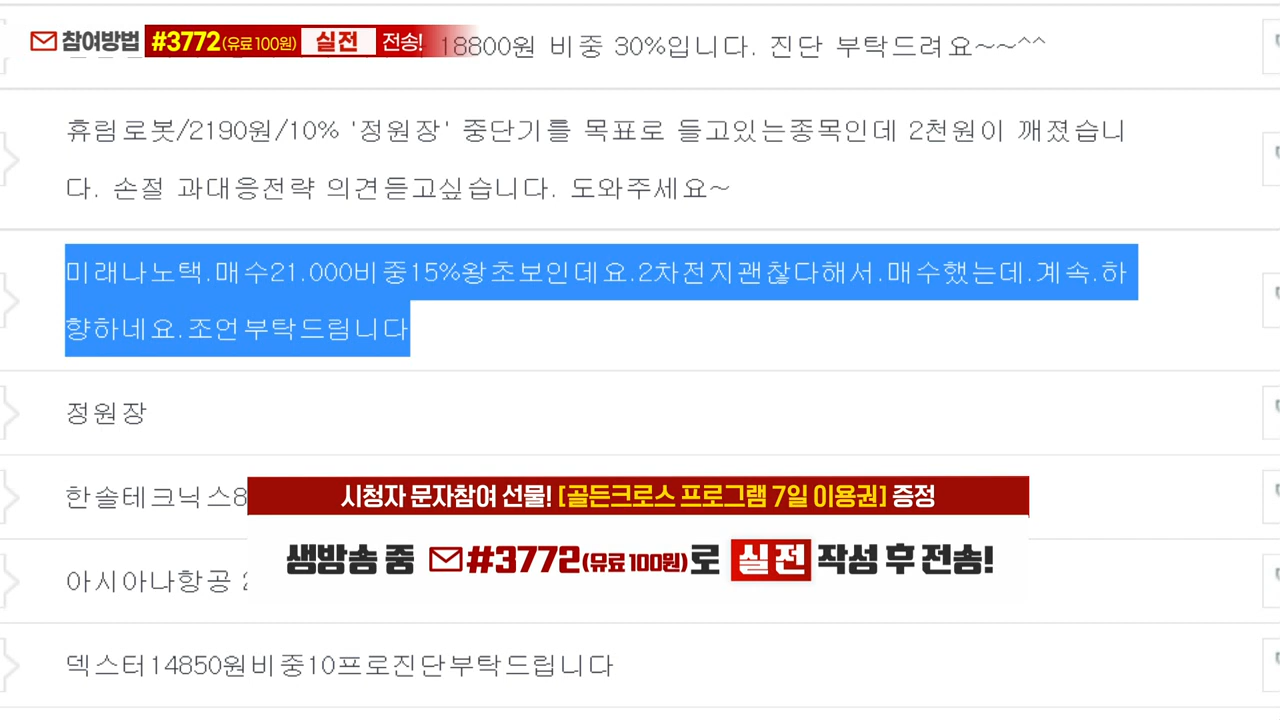 참여방법 #3772(유료100원) 실전 전송!
18800원 비중 30%입니다. 진단 부탁드려요~~^^
휴림로봇/2190원/10% '정원장' 중단기를 목표로 들고있는종목인데 2천원이 깨졌습니
다. 손절 과대응전략 의견듣고싶습니다. 도와주세요~
미래나노택.매수21.000비중15%왕초보인데요.2차전지괜찮다해서.매수했는데.계속.하
향하네요.조언부탁드림니다
정원장
한솔테크닉스8
시청자 문자참여 선물! [골든크로스 프로그램 7일 이용권] 증정
생방송 중 #3772(유료 100원)로 실전 작성 후 전송!
아시아나항공
덱스터14850원비중10프로진단부탁드립니다